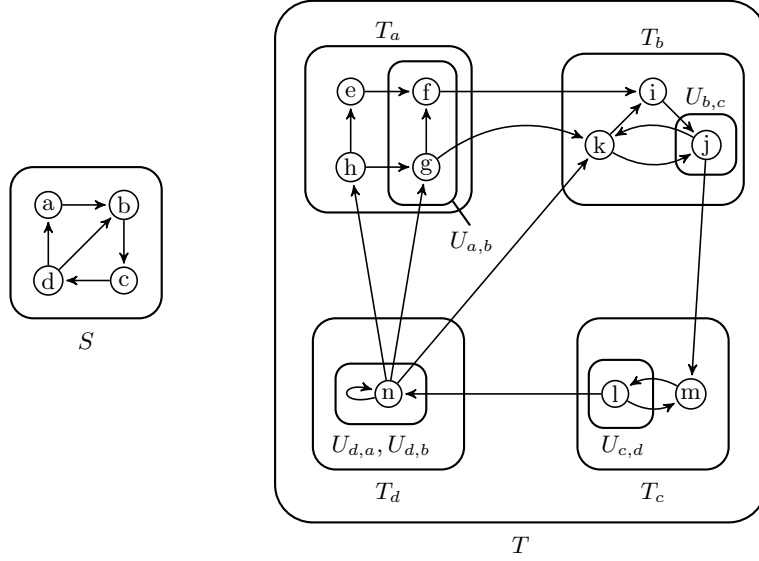 T_a
T_b
e
f
i
U_{b,c}
h
g
k
j
a
b
d
c
U_{a,b}
S
n
l
m
U_{d,a}, U_{d,b}
U_{c,d}
T_d
T_c
T